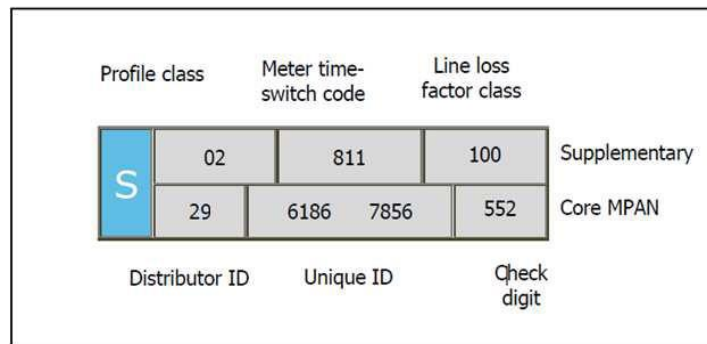 Profile class
Meter time-
switch code
Line loss
factor class
S
02 811 100
Supplementary
29 6186 7856 552
Core MPAN
Distributor ID
Unique ID
Check
digit